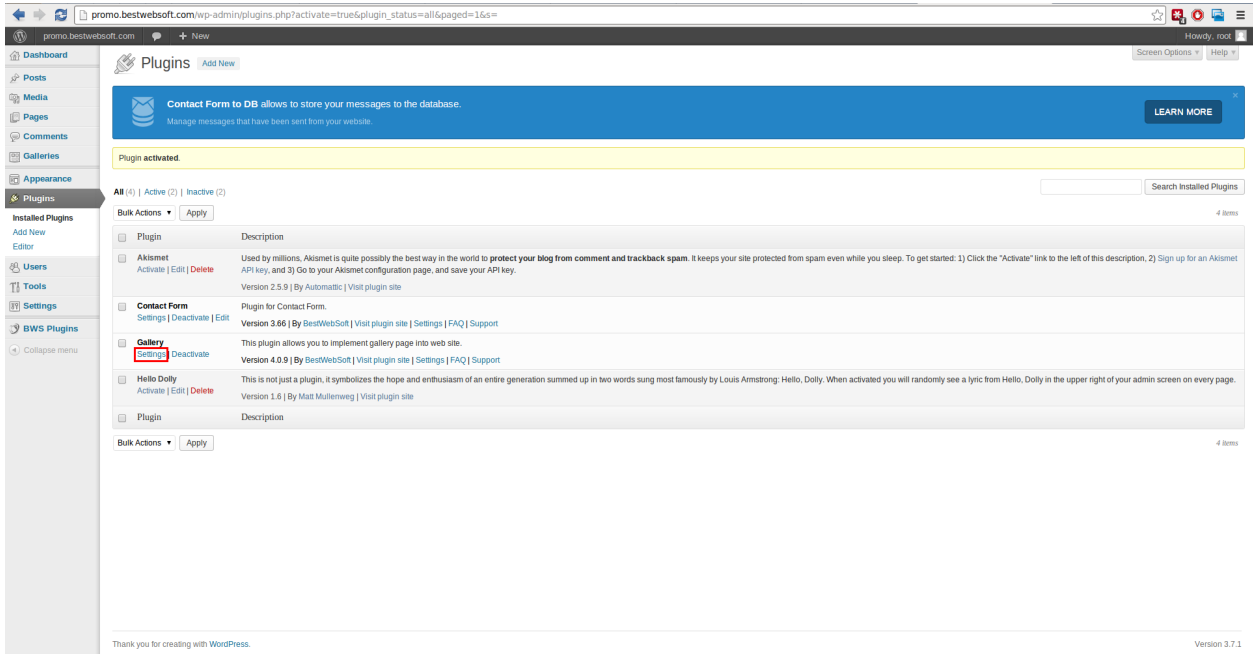 promo.bestwebsoft.com/wp-admin/plugins.php?activate=true&plugin_status=all&paged=1&s=
promo.bestwebsoft.com + New Howdy, root
Screen Options Help
Dashboard
Posts
Media
Pages
Comments
Galleries
Appearance
Plugins
Installed Plugins
Add New
Editor
Users
Tools
Settings
BWS Plugins
Collapse menu
Plugins Add New
Contact Form to DB allows to store your messages to the database.
Manage messages that have been sent from your website.
LEARN MORE
Plugin activated.
All (4) | Active (2) | Inactive (2)
Search Installed Plugins
Bulk Actions Apply 4 items
Plugin Description
Akismet
Activate | Edit | Delete
Used by millions, Akismet is quite possibly the best way in the world to protect your blog from comment and trackback spam. It keeps your site protected from spam even while you sleep. To get started: 1) Click the "Activate" link to the left of this description, 2) Sign up for an Akismet
API key, and 3) Go to your Akismet configuration page, and save your API key.
Version 2.5.9 | By Automattic | Visit plugin site
Contact Form
Settings | Deactivate | Edit
Plugin for Contact Form.
Version 3.66 | By BestWebSoft | Visit plugin site | Settings | FAQ | Support
Gallery
Settings | Deactivate
This plugin allows you to implement gallery page into web site.
Version 4.0.9 | By BestWebSoft | Visit plugin site | Settings | FAQ | Support
Hello Dolly
Activate | Edit | Delete
This is not just a plugin, it symbolizes the hope and enthusiasm of an entire generation summed up in two words sung most famously by Louis Armstrong: Hello, Dolly. When activated you will randomly see a lyric from Hello, Dolly in the upper right of your admin screen on every page.
Version 1.6 | By Matt Mullenweg | Visit plugin site
Plugin Description
Bulk Actions Apply 4 items
Thank you for creating with WordPress. Version 3.7.1